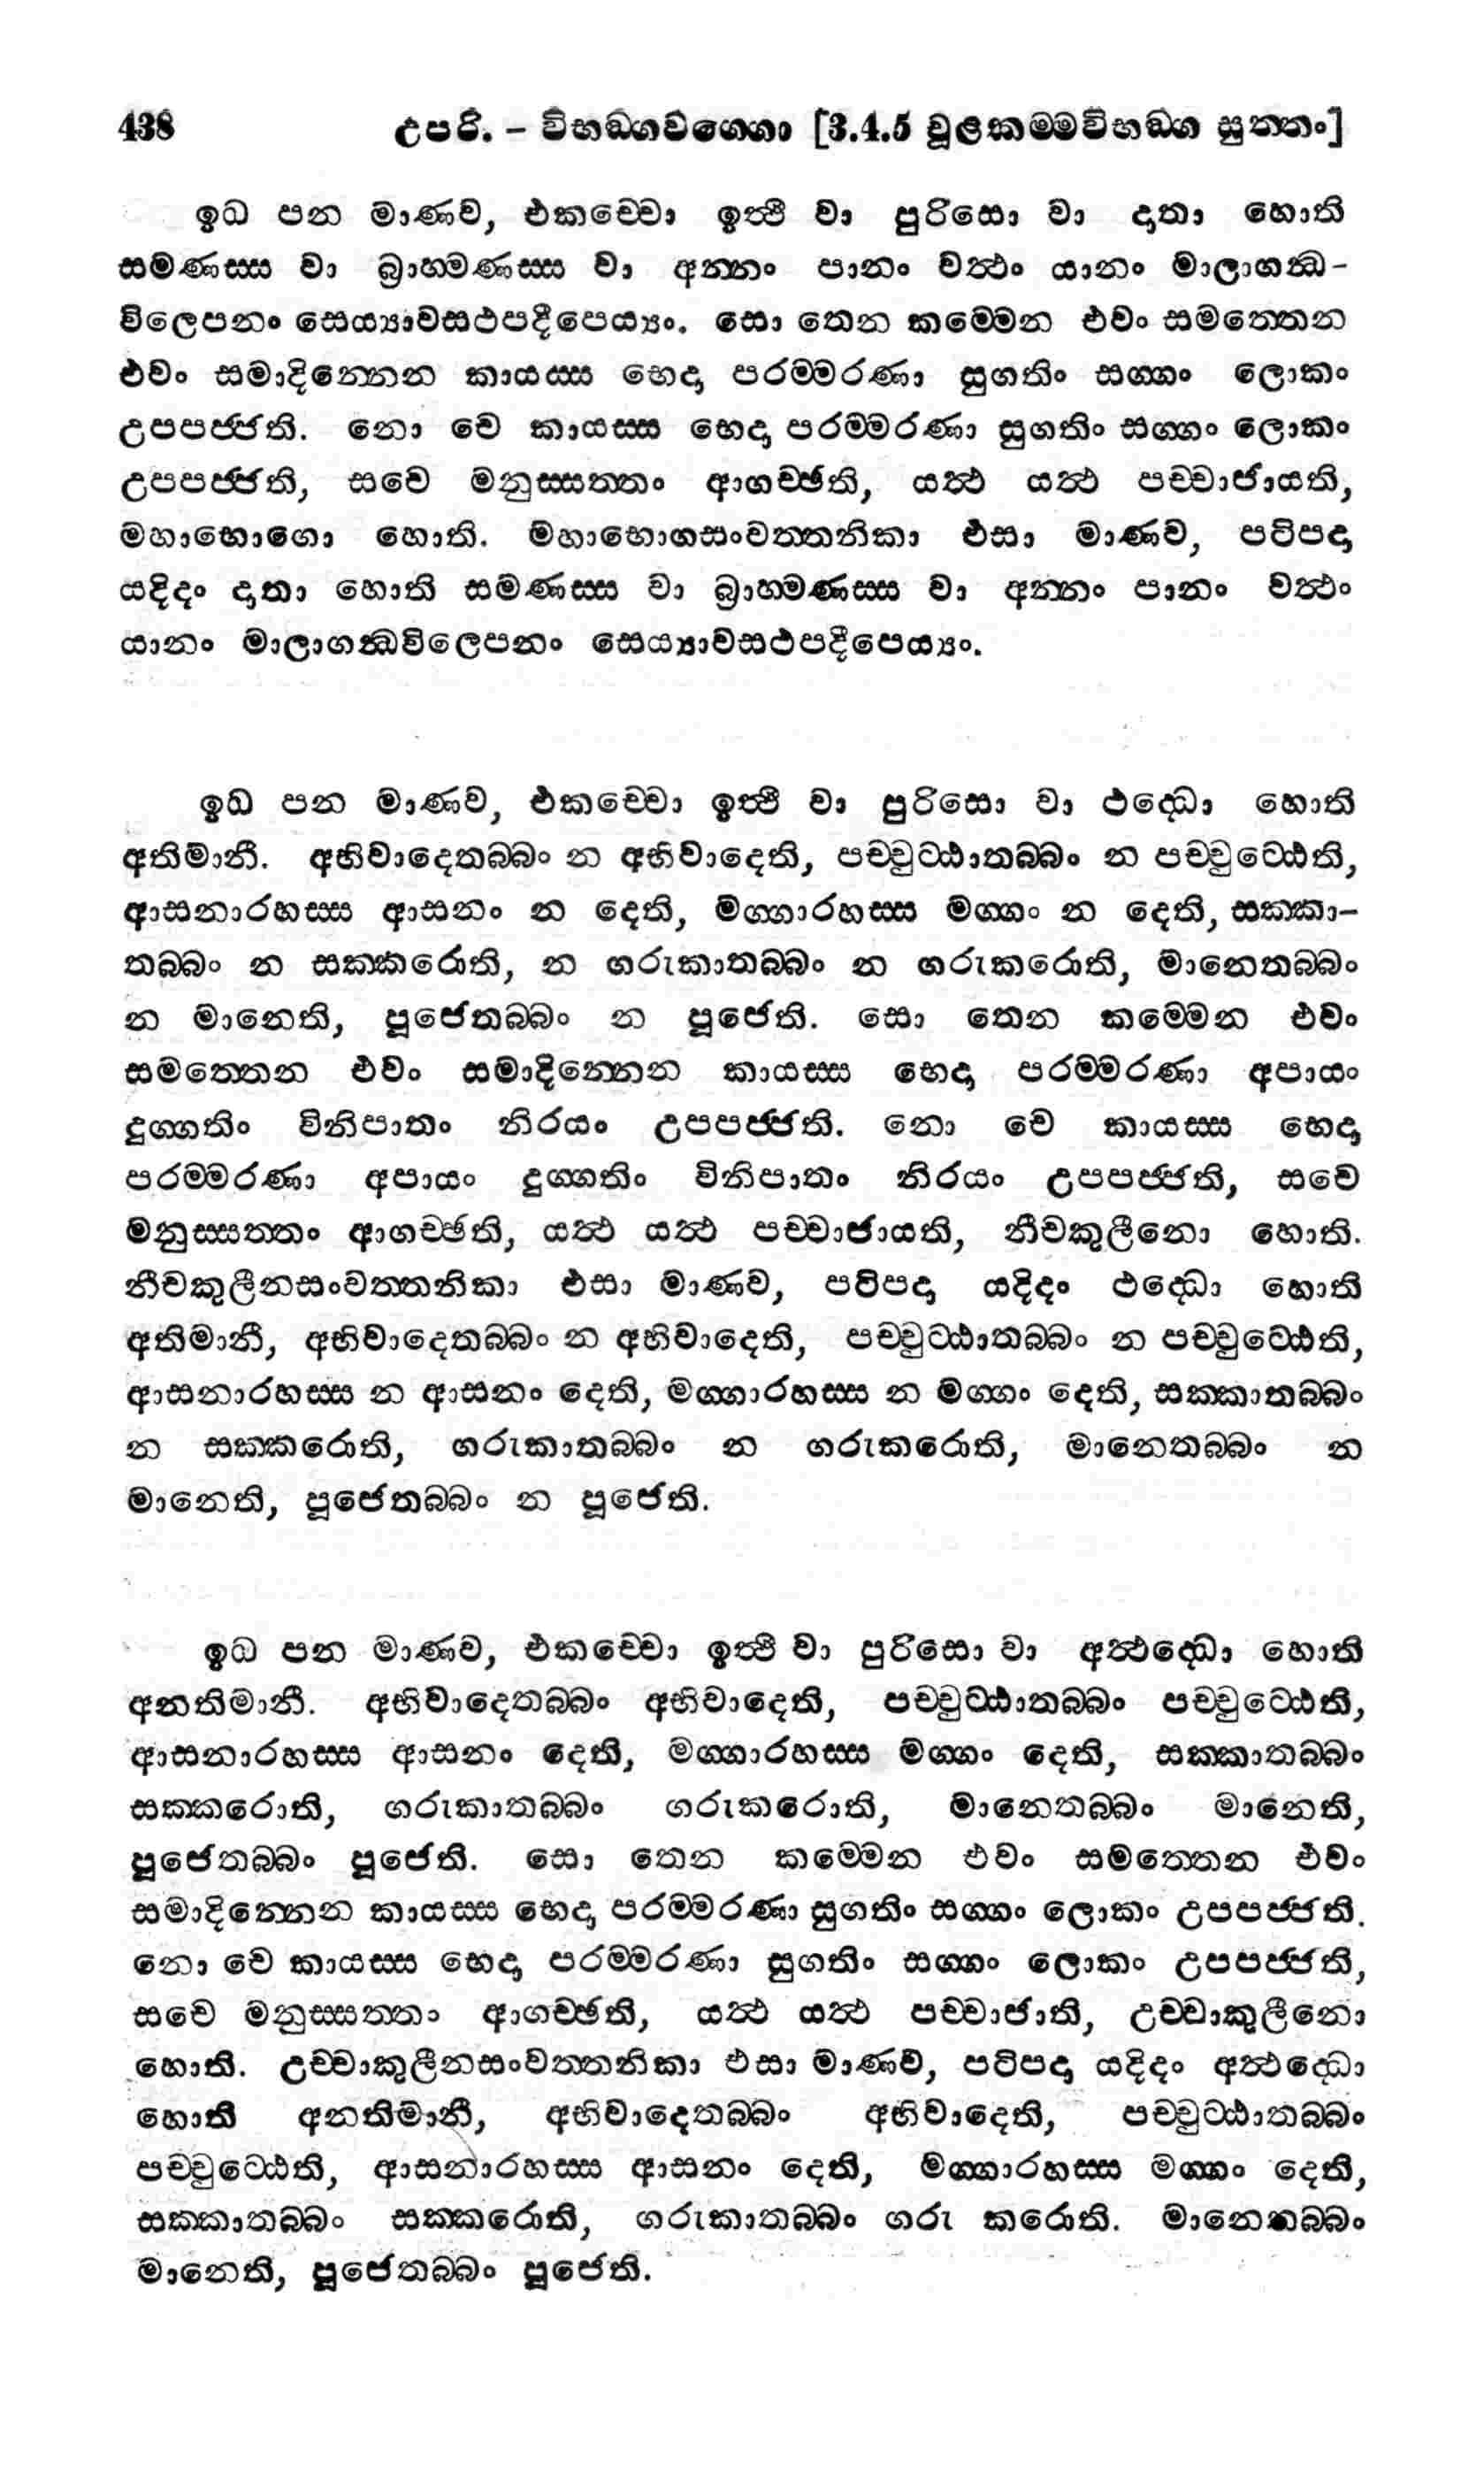 438 උපරි. – විභඞ්ගවග්ගො [3.4.5 චූළකම්මවිභඞ්ග සුත්තං]
ඉධ පන මාණව, එකච්චො ඉත්ථි වා පුරිසො වා දාතා හොති
සමණස්ස වා බ්‍රාහ්මණස්ස වා අන්නං පානං වත්ථං යානං මාලාගන්ධ-
විලෙපනං සෙය්‍යාවසථපදීපෙය්‍යං. සො තෙන කම්මෙන එවං සමත්තෙන
එවං සමාදින්නෙන කායස්ස භෙදා පරම්මරණා සුගතිං සග්ගං ලොකං
උපපජ්ජති. නො චෙ කායස්ස භෙදා පරම්මරණා සුගතිං සග්ගං ලොකං
උපපජ්ජති, සචෙ මනුස්සත්තං ආගච්ඡති, යත්ථ යත්ථ පච්චාජායති,
මහාභොගො හොති. මහාභොගසංවත්තනිකා එසා මාණව, පටිපදා
යදිදං දාතා හොති සමණස්ස වා බ්‍රාහ්මණස්ස වා අන්නං පානං වත්ථං
යානං මාලාගන්ධවිලෙපනං සෙය්‍යාවසථපදීපෙය්‍යං.
ඉධ පන මාණව, එකච්චො ඉත්ථි වා පුරිසො වා ථද්ධො හොති
අතිමානී. අභිවාදෙතබ්බං න අභිවාදෙති, පච්චුට්ඨාතබ්බං න පච්චුට්ඨෙති,
ආසනාරහස්ස ආසනං න දෙති, මග්ගාරහස්ස මග්ගං න දෙති, සක්කා-
තබ්බං න සක්කරොති, න ගරුකාතබ්බං න ගරුකරොති, මානෙතබ්බං
න මානෙති, පූජෙතබ්බං න පූජෙති. සො තෙන කම්මෙන එවං
සමත්තෙන එවං සමාදින්නෙන කායස්ස භෙදා පරම්මරණා අපායං
දුග්ගතිං විනිපාතං නිරයං උපපජ්ජති. නො චෙ කායස්ස භෙදා
පරම්මරණා අපායං දුග්ගතිං විනිපාතං නිරයං උපපජ්ජති, සචෙ
මනුස්සත්තං ආගච්ඡති, යත්ථ යත්ථ පච්චාජායති, නීචකුලීනො හොති.
නීචකුලීනසංවත්තනිකා එසා මාණව, පටිපදා යදිදං ථද්ධො හොති
අතිමානී, අභිවාදෙතබ්බං න අභිවාදෙති, පච්චුට්ඨාතබ්බං න පච්චුට්ඨෙති,
ආසනාරහස්ස න ආසනං දෙති, මග්ගාරහස්ස න මග්ගං දෙති, සක්කාතබ්බං
න සක්කරොති, ගරුකාතබ්බං න ගරුකරොති, මානෙතබ්බං න
මානෙති, පූජෙතබ්බං න පූජෙති.
ඉධ පන මාණව, එකච්චො ඉත්ථි වා පුරිසො වා අත්ථද්ධො හොති
අනතිමානී. අභිවාදෙතබ්බං අභිවාදෙති, පච්චුට්ඨාතබ්බං පච්චුට්ඨෙති,
ආසනාරහස්ස ආසනං දෙති, මග්ගාරහස්ස මග්ගං දෙති, සක්කාතබ්බං
සක්කරොති, ගරුකාතබ්බං ගරුකරොති, මානෙතබ්බං මානෙති,
පූජෙතබ්බං පූජෙති. සො තෙන කම්මෙන එවං සමත්තෙන එවං
සමාදින්නෙන කායස්ස භෙදා පරම්මරණා සුගතිං සග්ගං ලොකං උපපජ්ජති.
නො චෙ කායස්ස භෙදා පරම්මරණා සුගතිං සග්ගං ලොකං උපපජ්ජති,
සචෙ මනුස්සත්තං ආගච්ඡති, යත්ථ යත්ථ පච්චාජාති, උච්චාකුලීනො
හොති. උච්චාකුලීනසංවත්තනිකා එසා මාණව, පටිපදා යදිදං අත්ථද්ධො
හොති අනතිමානී, අභිවාදෙතබ්බං අභිවාදෙති, පච්චුට්ඨාතබ්බං
පච්චුට්ඨෙති, ආසනාරහස්ස ආසනං දෙති, මග්ගාරහස්ස මග්ගං දෙති,
සක්කාතබ්බං සක්කරොති, ගරුකාතබ්බං ගරු කරොති. මානෙතබ්බං
මානෙති, පූජෙතබ්බං පූජෙති.